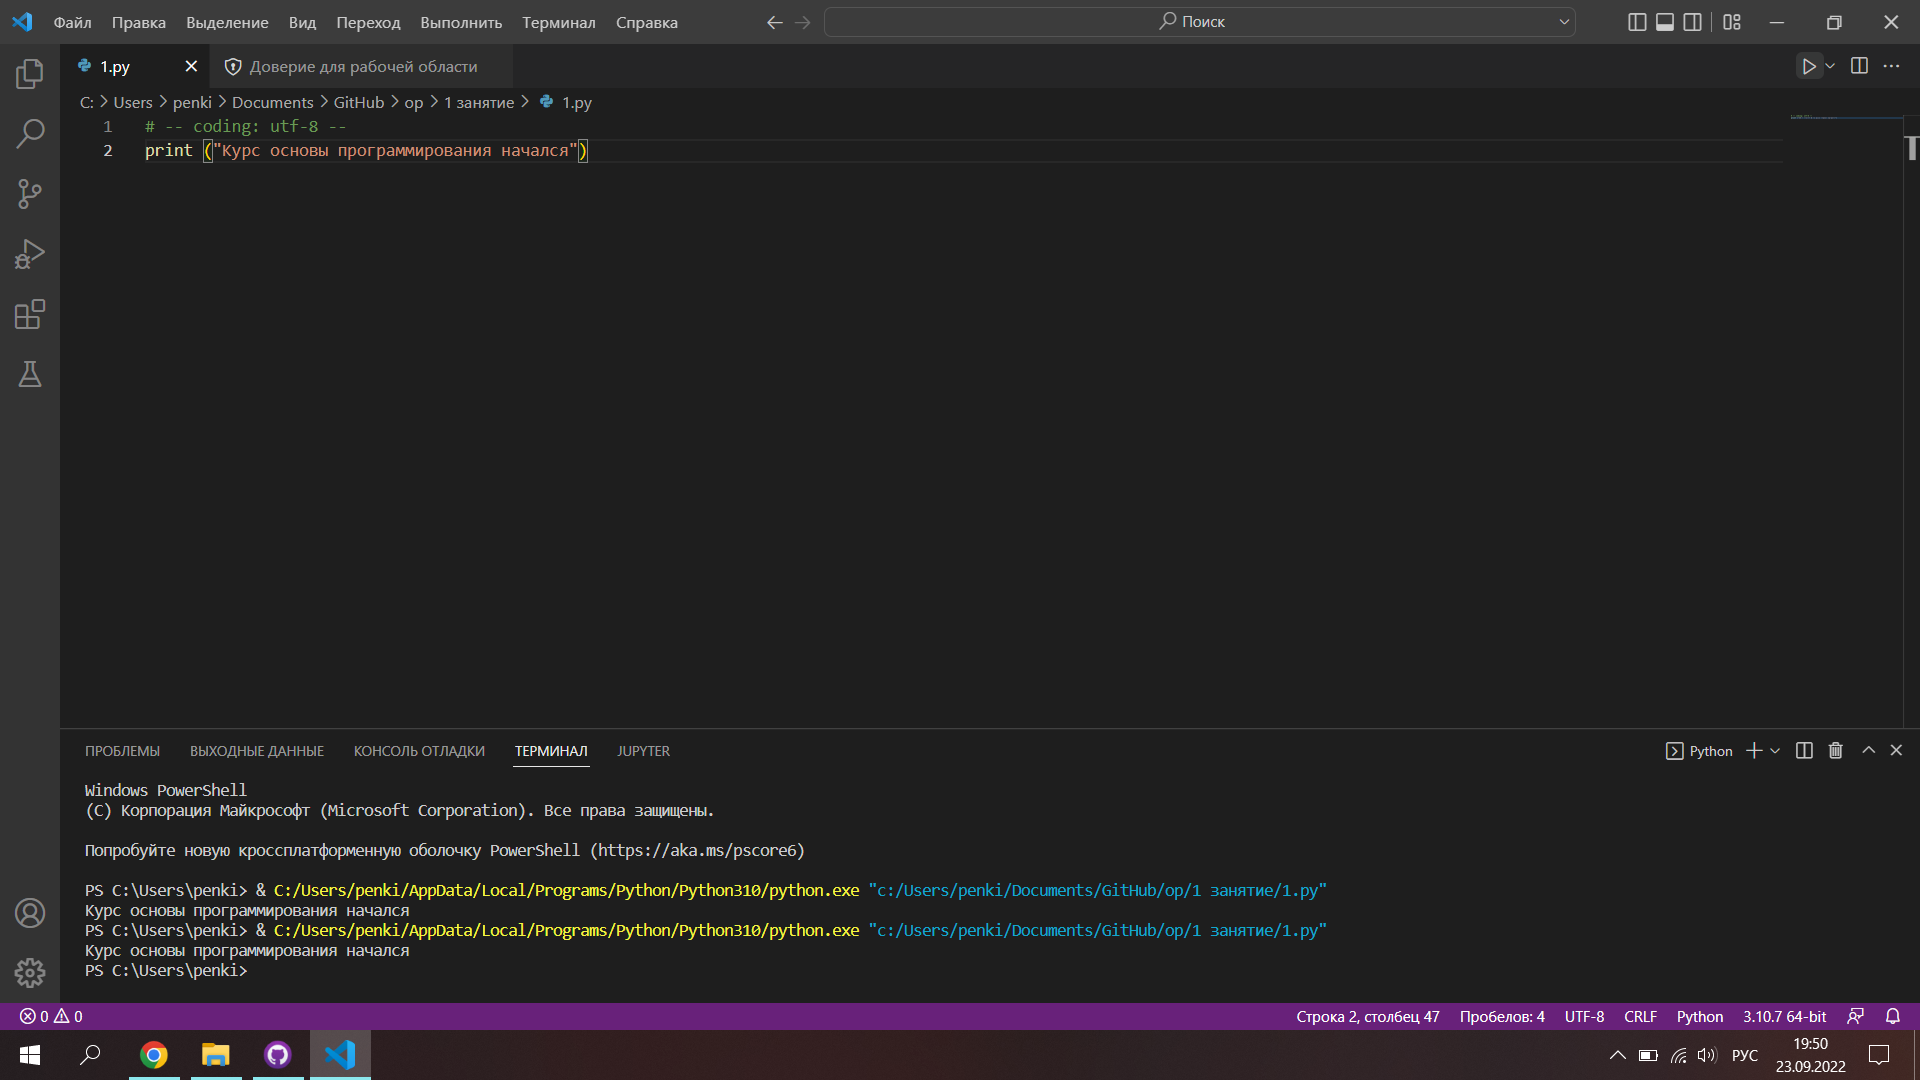 Файл Правка Выделение Вид Переход Выполнить Терминал Справка Поиск
1.py Доверие для рабочей области
C: > Users > penki > Documents > GitHub > op > 1 занятие > 1.py
1 # -- coding: utf-8 --
2 print ("Курс основы программирования начался")
ПРОБЛЕМЫ ВЫХОДНЫЕ ДАННЫЕ КОНСОЛЬ ОТЛАДКИ ТЕРМИНАЛ JUPYTER Python
Windows PowerShell
(C) Корпорация Майкрософт (Microsoft Corporation). Все права защищены.
Попробуйте новую кроссплатформенную оболочку PowerShell (https://aka.ms/pscore6)
PS C:\Users\penki> & C:/Users/penki/AppData/Local/Programs/Python/Python310/python.exe "c:/Users/penki/Documents/GitHub/op/1 занятие/1.py"
Курс основы программирования начался
PS C:\Users\penki> & C:/Users/penki/AppData/Local/Programs/Python/Python310/python.exe "c:/Users/penki/Documents/GitHub/op/1 занятие/1.py"
Курс основы программирования начался
PS C:\Users\penki>
0 0 Строка 2, столбец 47 Пробелов: 4 UTF-8 CRLF Python 3.10.7 64-bit
РУС 19:50
23.09.2022